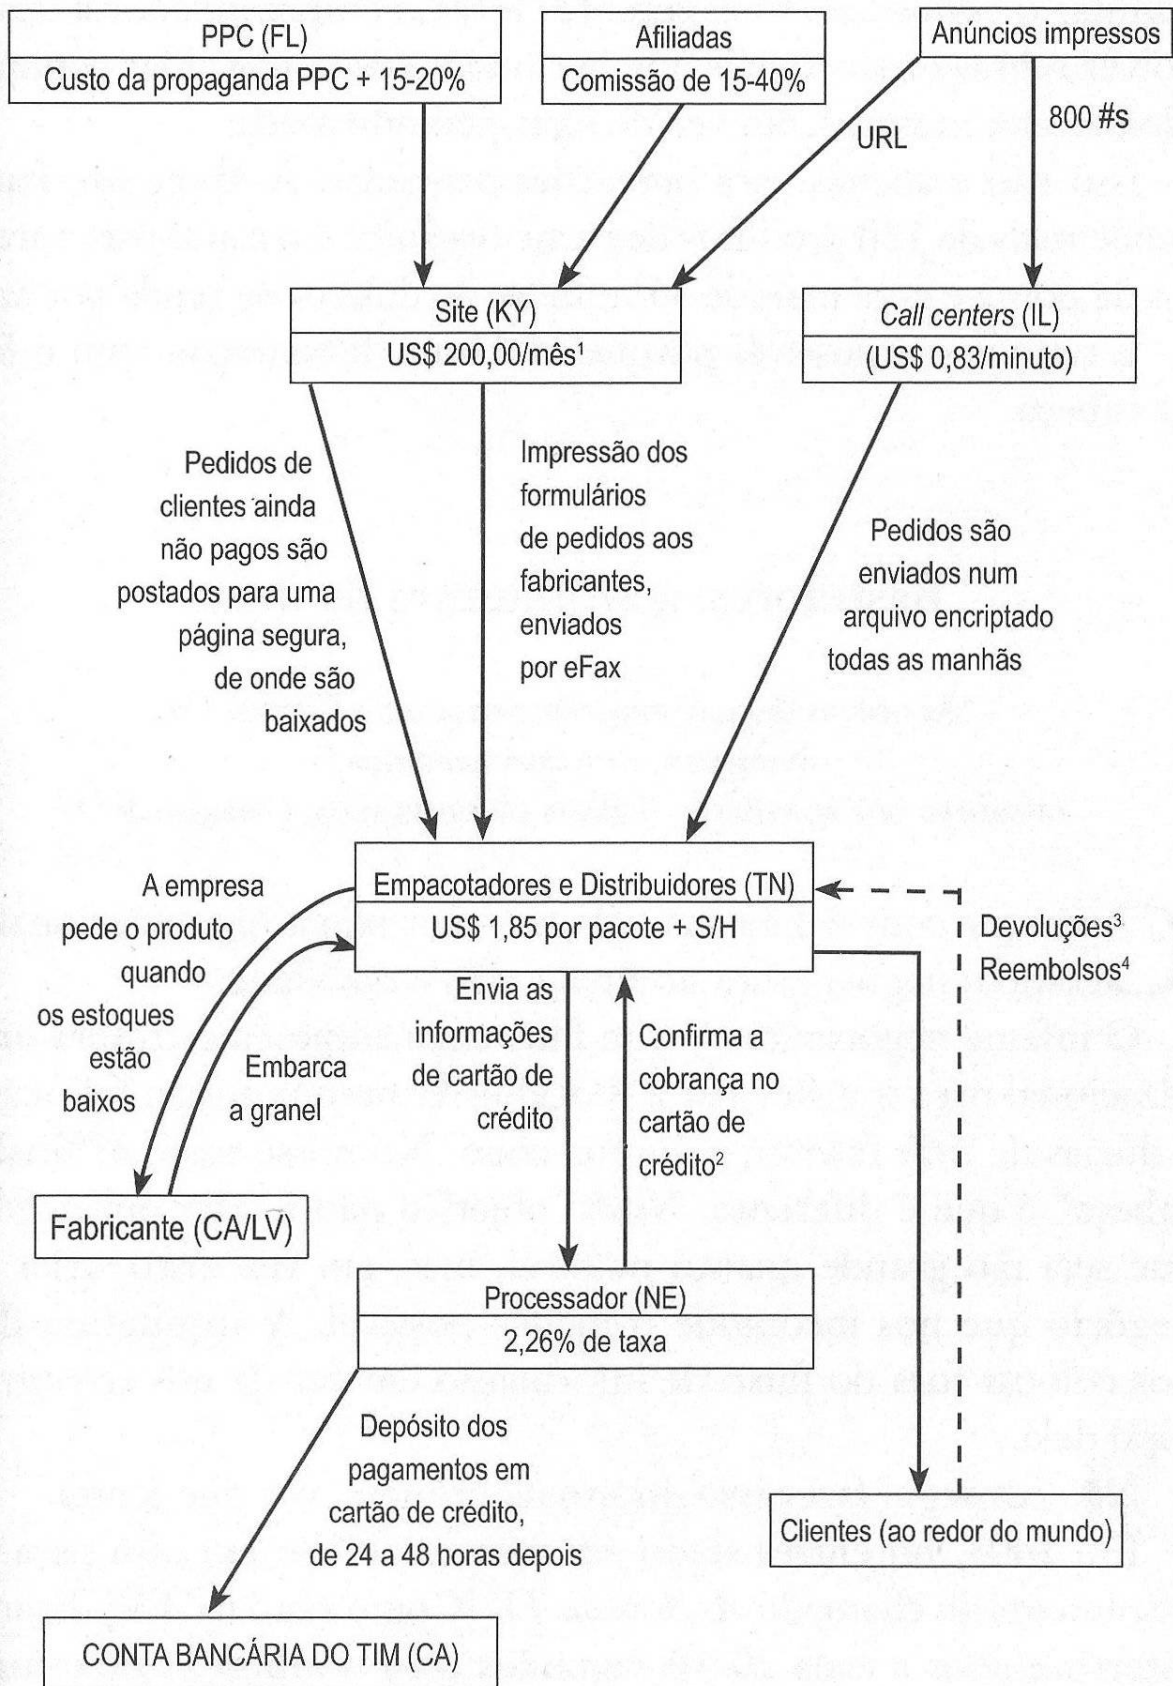 PPC (FL)
Custo da propaganda PPC + 15-20%
Afiliadas
Comissão de 15-40%
Anúncios impressos
URL
800 #s
Site (KY)
US$ 200,00/mês¹
Call centers (IL)
(US$ 0,83/minuto)
Pedidos de
clientes ainda
não pagos são
postados para uma
página segura,
de onde são
baixados
Impressão dos
formulários
de pedidos aos
fabricantes,
enviados
por eFax
Pedidos são
enviados num
arquivo encriptado
todas as manhãs
Empacotadores e Distribuidores (TN)
US$ 1,85 por pacote + S/H
A empresa
pede o produto
quando
os estoques
estão
baixos
Embarca
a granel
Envia as
informações
de cartão de
crédito
Confirma a
cobrança no
cartão de
crédito²
Devoluções³
Reembolsos⁴
Fabricante (CA/LV)
Processador (NE)
2,26% de taxa
Depósito dos
pagamentos em
cartão de crédito,
de 24 a 48 horas depois
Clientes (ao redor do mundo)
CONTA BANCÁRIA DO TIM (CA)